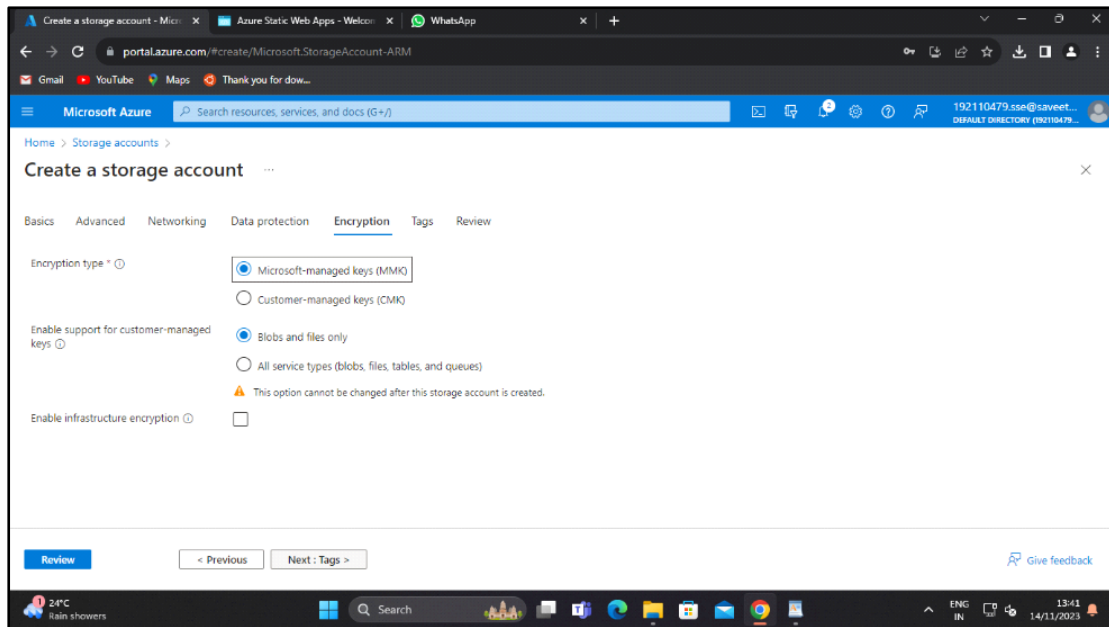 Create a storage account - Micr
Azure Static Web Apps - Welcom
WhatsApp
portal.azure.com/#create/Microsoft.StorageAccount-ARM
Gmail YouTube Maps Thank you for dow...
Microsoft Azure
Search resources, services, and docs (G+/)
2
192110479.sse@saveet...
DEFAULT DIRECTORY (192110479...
Home > Storage accounts >
Create a storage account ...
Basics Advanced Networking Data protection Encryption Tags Review
Encryption type *
Microsoft-managed keys (MMK)
Customer-managed keys (CMK)
Enable support for customer-managed
keys
Blobs and files only
All service types (blobs, files, tables, and queues)
This option cannot be changed after this storage account is created.
Enable infrastructure encryption
Review
< Previous
Next : Tags >
Give feedback
1
24°C
Rain showers
Search
ENG
IN
13:41
14/11/2023